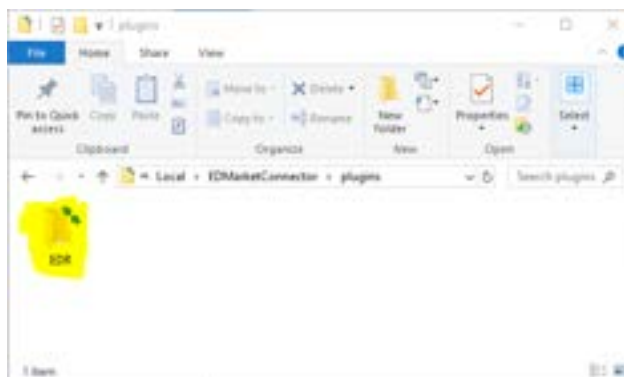 plugins
File Home Share View
Pin to Quick access
Copy
Paste
Move to
Copy to
Delete
Rename
New folder
Properties
Select
Clipboard Organize New Open
Local EDMarketConnector plugins
Search plugins
EDR
1 item